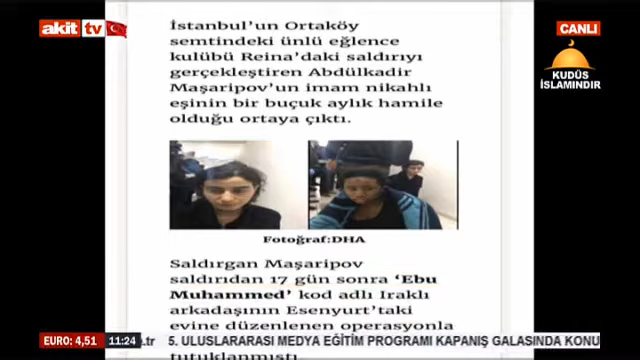 akit tv
CANLI
KUDÜS
İSLAMINDIR
İstanbul'un Ortaköy
semtindeki ünlü eğlence
kulübü Reina'daki saldırıyı
gerçekleştiren Abdülkadir
Maşaripov'un imam nikahlı
eşinin bir buçuk aylık hamile
olduğu ortaya çıktı.
Fotoğraf:DHA
Saldırgan Maşaripov
saldırıdan 17 gün sonra 'Ebu
Muhammed' kod adlı Iraklı
arkadaşının Esenyurt'taki
evine düzenlenen operasyonla
tutuklanmıştı
EURO: 4,51 11:24 a.tr 5. ULUSLARARASI MEDYA EĞİTİM PROGRAMI KAPANIŞ GALASINDA KONU